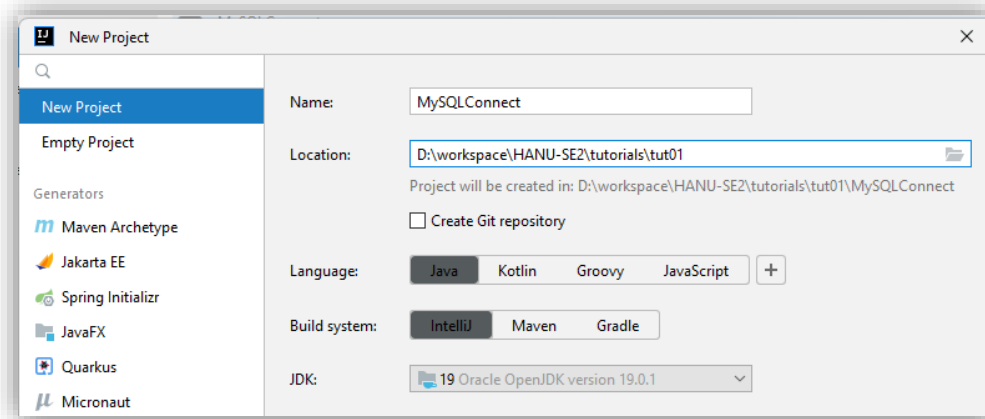 New Project
New Project
Empty Project
Generators
Maven Archetype
Jakarta EE
Spring Initializr
JavaFX
Quarkus
Micronaut
Name:
MySQLConnect
Location:
D:\workspace\HANU-SE2\tutorials\tut01
Project will be created in: D:\workspace\HANU-SE2\tutorials\tut01\MySQLConnect
Create Git repository
Language:
Java Kotlin Groovy JavaScript +
Build system:
IntelliJ Maven Gradle
JDK:
19 Oracle OpenJDK version 19.0.1